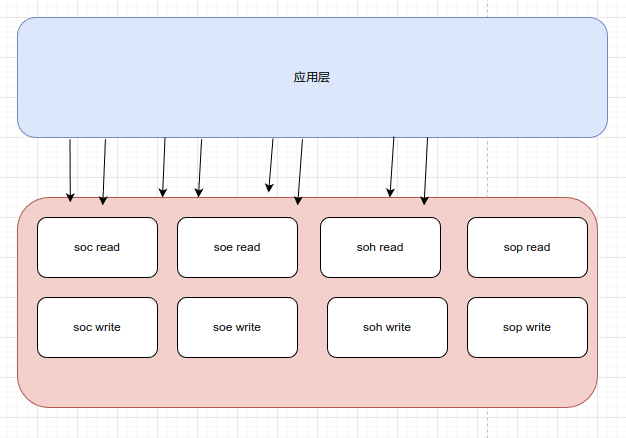 应用层
soc read
soe read
soh read
sop read
soc write
soe write
soh write
sop write